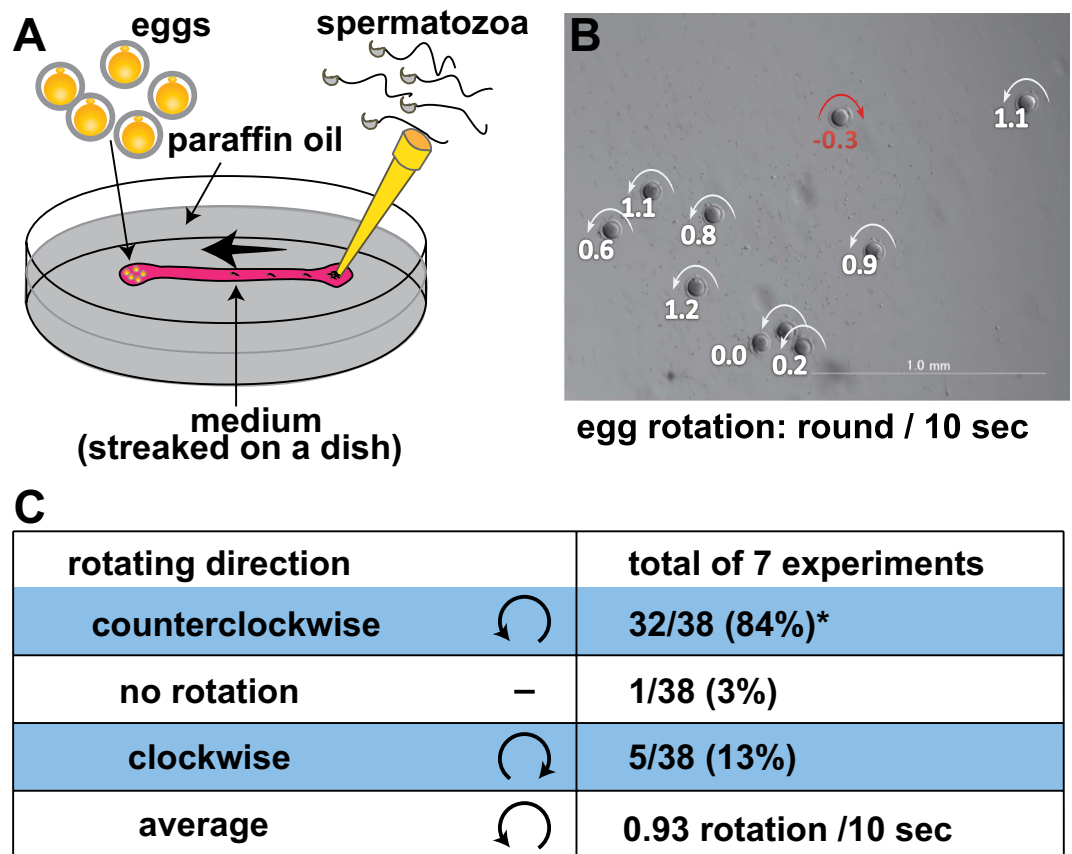 A
eggs
spermatozoa
paraffin oil
medium
(streaked on a dish)
B
1.1
-0.3
1.1
0.6
0.8
0.9
1.2
0.0
0.2
1.0 mm
egg rotation: round / 10 sec
C
rotating direction total of 7 experiments
counterclockwise 32/38 (84%)*
no rotation – 1/38 (3%)
clockwise 5/38 (13%)
average 0.93 rotation /10 sec